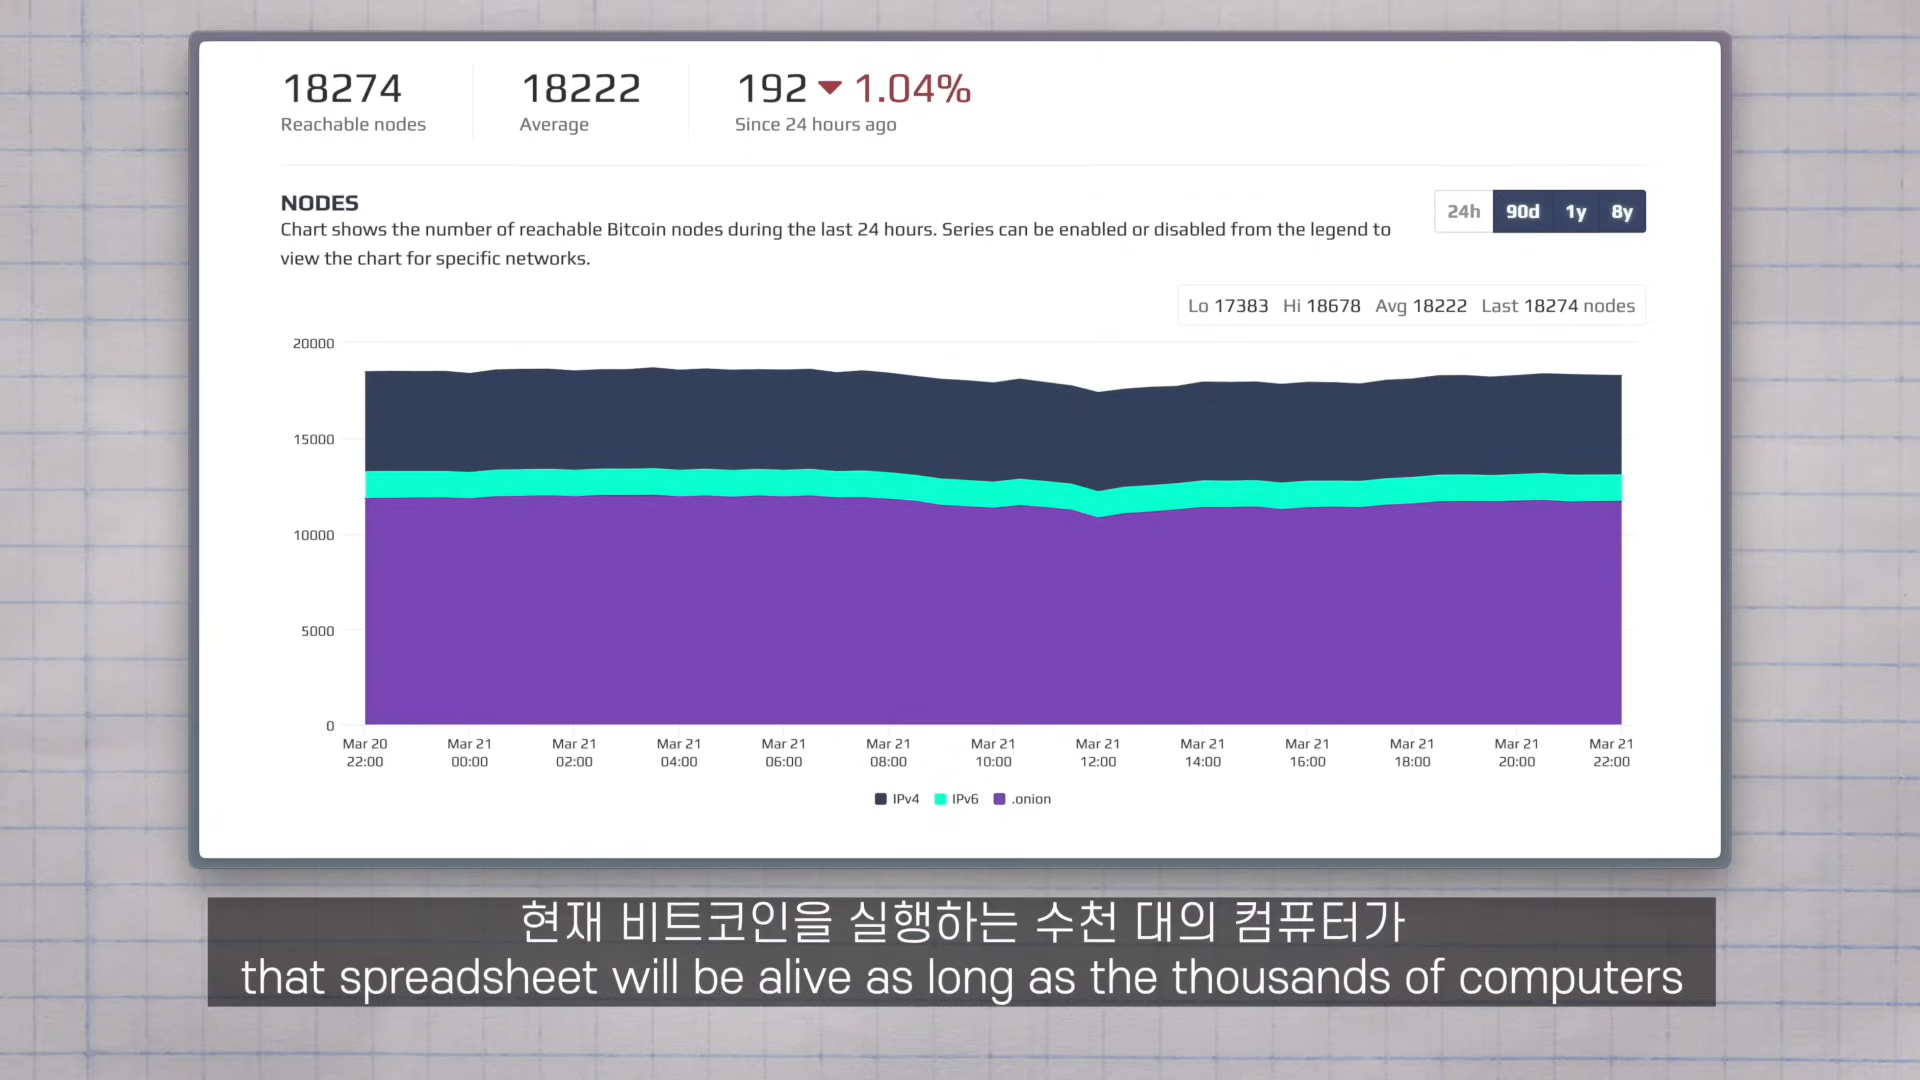 18274
Reachable nodes
18222
Average
192 ▼ 1.04%
Since 24 hours ago
NODES
Chart shows the number of reachable Bitcoin nodes during the last 24 hours. Series can be enabled or disabled from the legend to
view the chart for specific networks.
24h 90d 1y 8y
Lo 17383 Hi 18678 Avg 18222 Last 18274 nodes
20000
15000
10000
5000
0
Mar 20 Mar 21 Mar 21 Mar 21 Mar 21 Mar 21 Mar 21 Mar 21 Mar 21 Mar 21 Mar 21 Mar 21 Mar 21
22:00 00:00 02:00 04:00 06:00 08:00 10:00 12:00 14:00 16:00 18:00 20:00 22:00
IPv4 IPv6 .onion
현재 비트코인을 실행하는 수천 대의 컴퓨터가
that spreadsheet will be alive as long as the thousands of computers